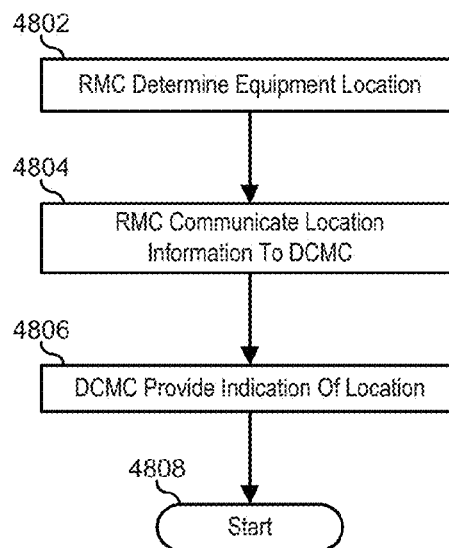 4802
RMC Determine Equipment Location
4804
RMC Communicate Location
Information To DCMC
4806
DCMC Provide Indication Of Location
4808
Start